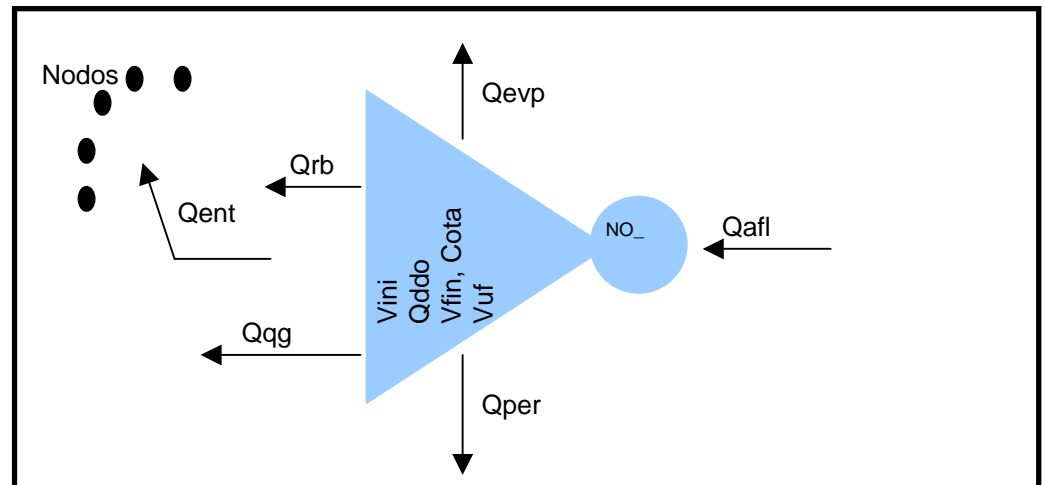 Nodos
Qevp
Qrb
Qent
NO_
Qafl
Vini
Qddo
Vfin, Cota
Vuf
Qqg
Qper